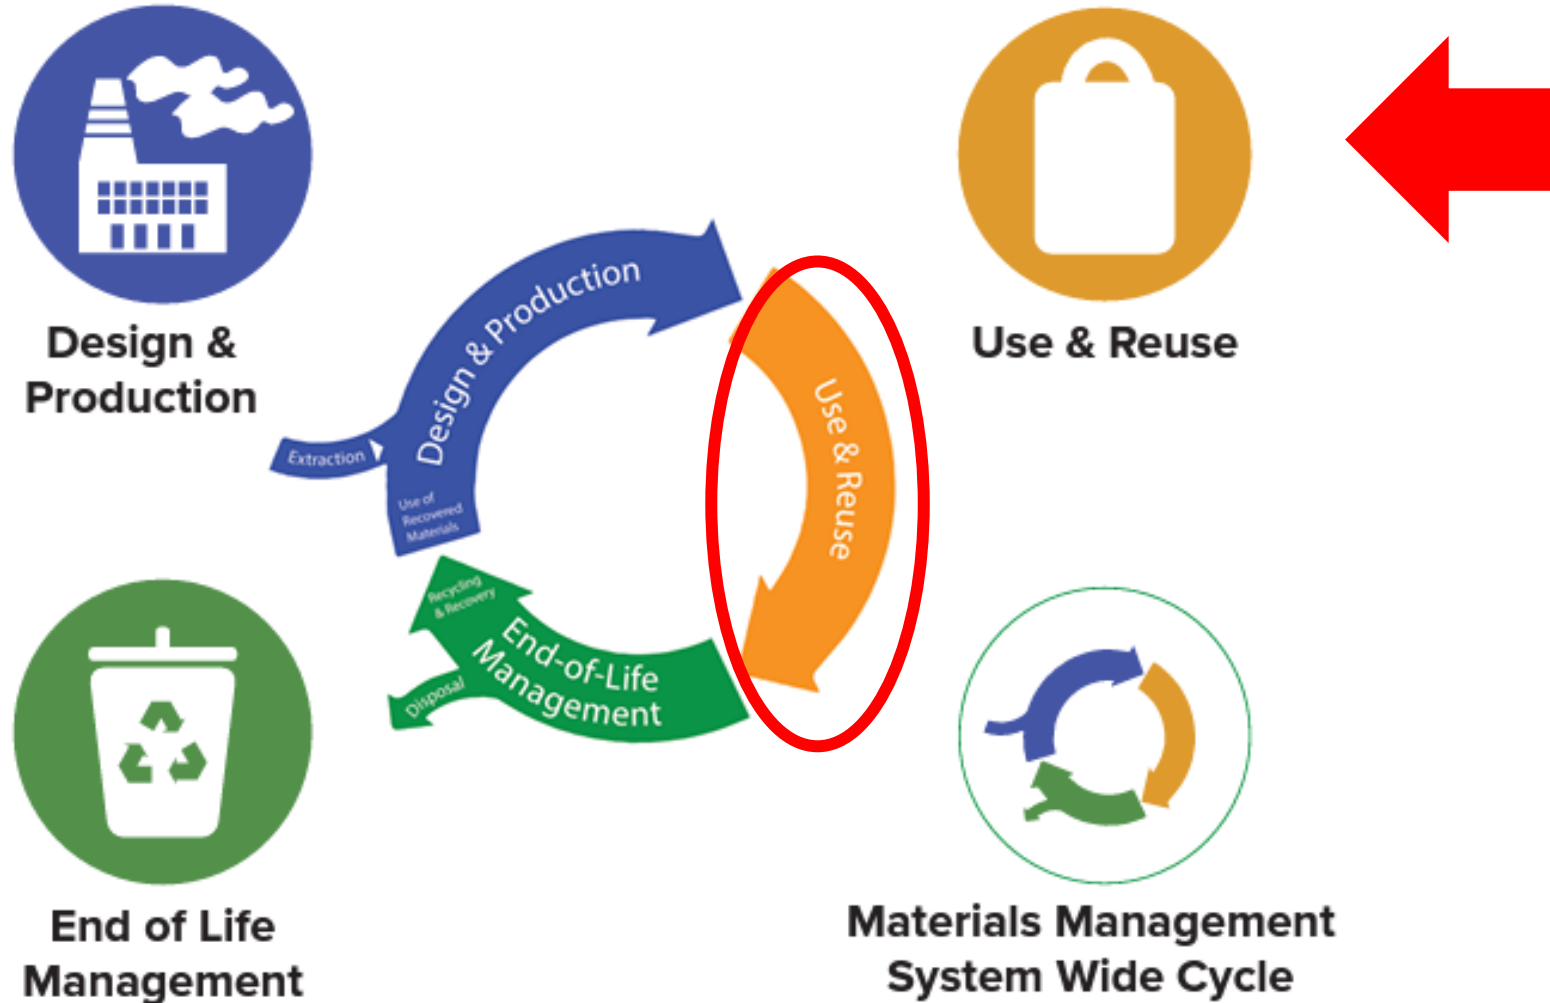 Design &
Production
Use & Reuse
Design & Production
Extraction
Use of
Recovered
Materials
Use & Reuse
Recycling
& Recovery
End-of-Life
Management
Disposal
End of Life
Management
Materials Management
System Wide Cycle